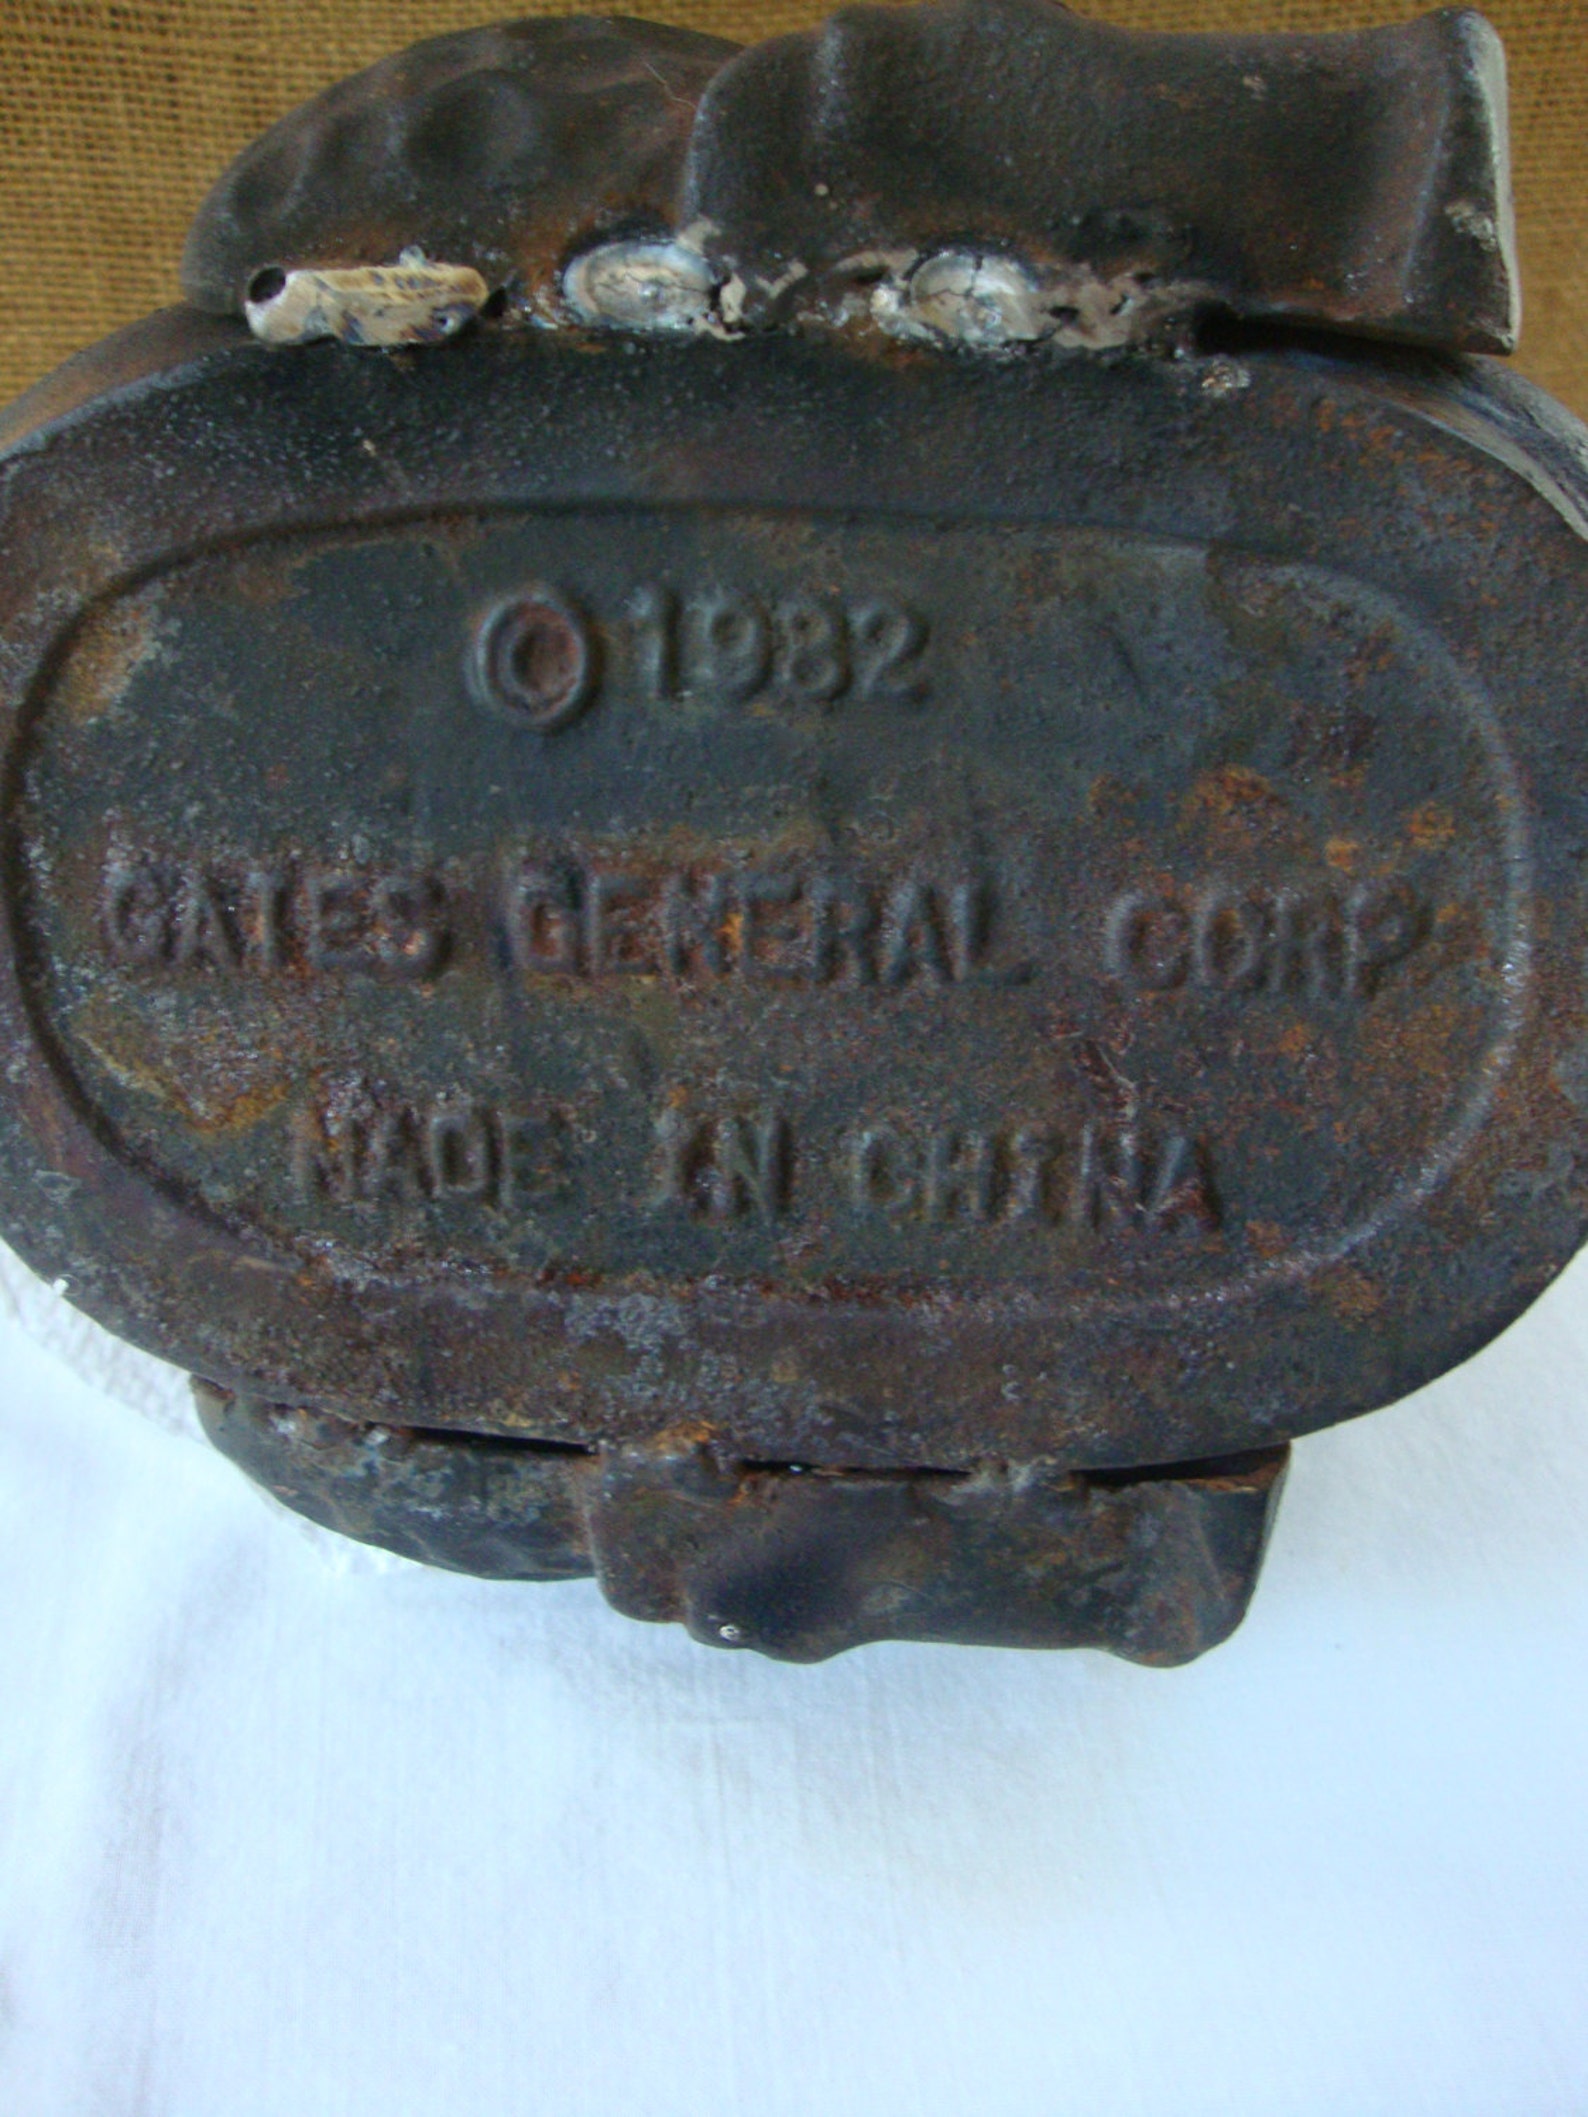 ©1982
GATES GENERAL CORP
MADE IN CHINA